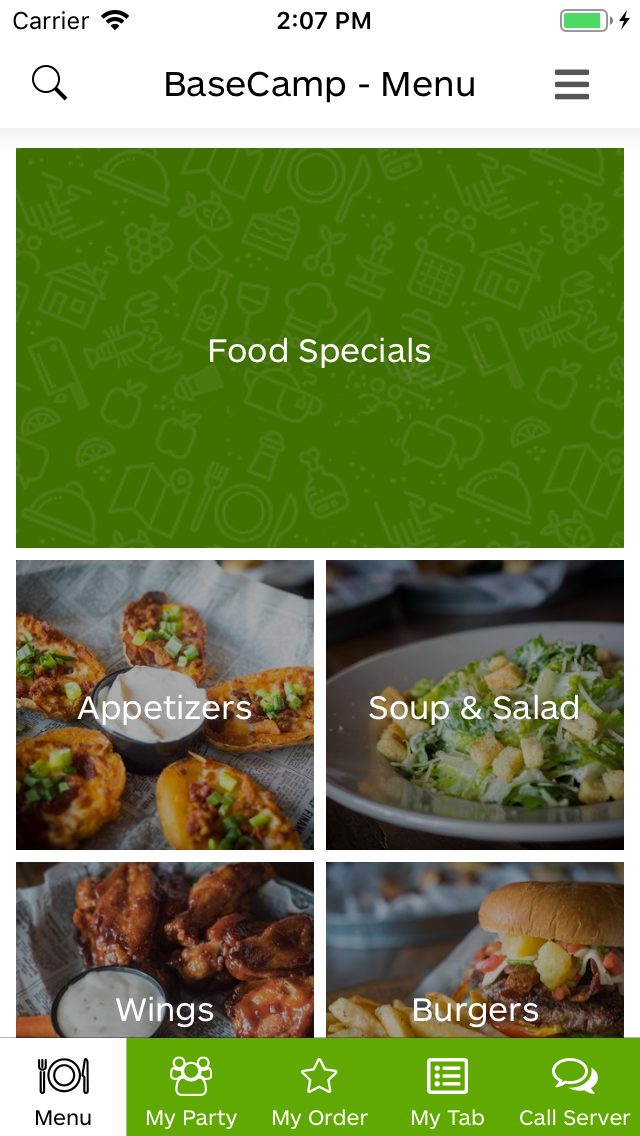 Carrier 2:07 PM
BaseCamp - Menu
Food Specials
Appetizers Soup & Salad
Wings Burgers
Menu My Party My Order My Tab Call Server